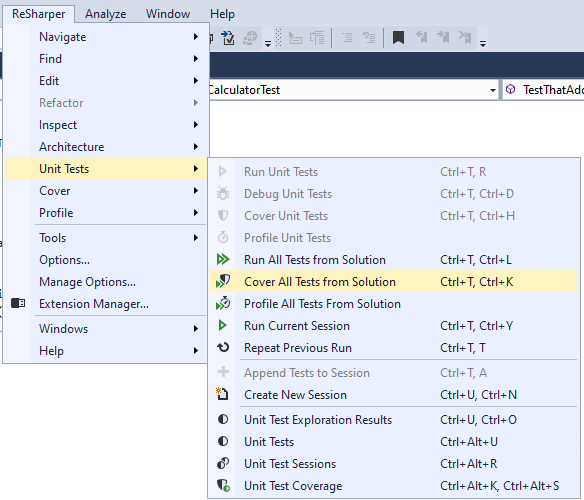 ReSharper Analyze Window Help
Navigate
Find
Edit
CalculatorTest TestThatAdd
Refactor
Inspect
Architecture
Unit Tests
Cover
Profile
Tools
Options...
Manage Options...
Extension Manager...
Windows
Help
Run Unit Tests Ctrl+T, R
Debug Unit Tests Ctrl+T, Ctrl+D
Cover Unit Tests Ctrl+T, Ctrl+H
Profile Unit Tests
Run All Tests from Solution Ctrl+T, Ctrl+L
Cover All Tests from Solution Ctrl+T, Ctrl+K
Profile All Tests From Solution
Run Current Session Ctrl+T, Ctrl+Y
Repeat Previous Run Ctrl+T, T
Append Tests to Session Ctrl+T, A
Create New Session Ctrl+U, Ctrl+N
Unit Test Exploration Results Ctrl+U, Ctrl+O
Unit Tests Ctrl+Alt+U
Unit Test Sessions Ctrl+Alt+R
Unit Test Coverage Ctrl+Alt+K, Ctrl+Alt+S